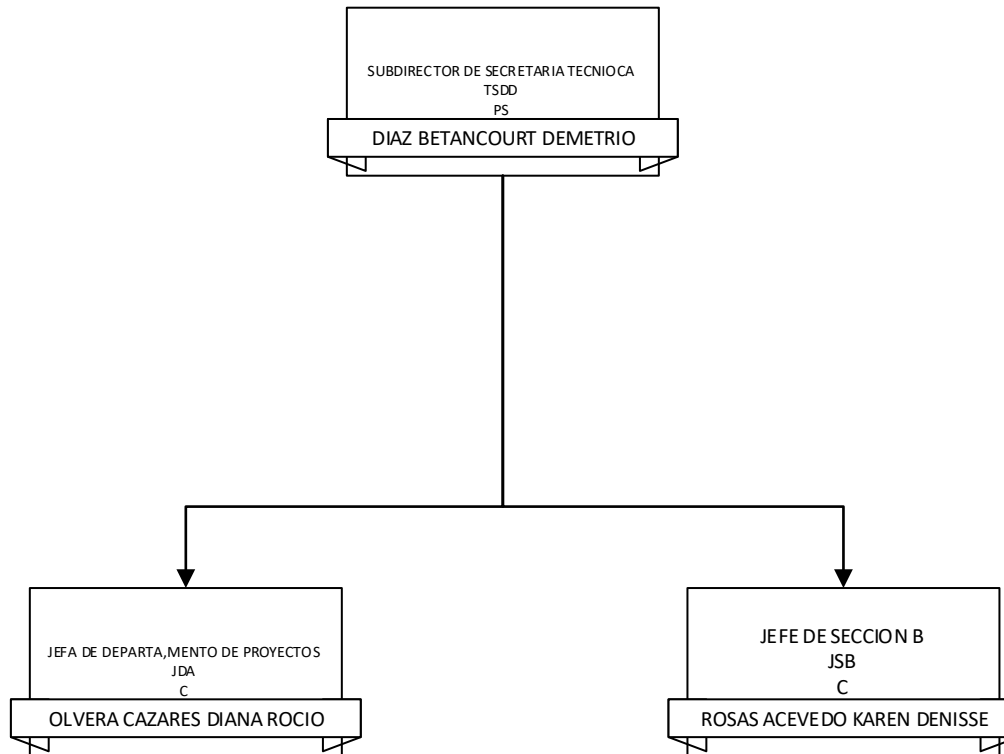 SUBDIRECTOR DE SECRETARIA TECNIOCA
TSDD
PS
DIAZ BETANCOURT DEMETRIO
JEFA DE DEPARTA,MENTO DE PROYECTOS
JDA
C
OLVERA CAZARES DIANA ROCIO
JEFE DE SECCION B
JSB
C
ROSAS ACEVEDO KAREN DENISSE